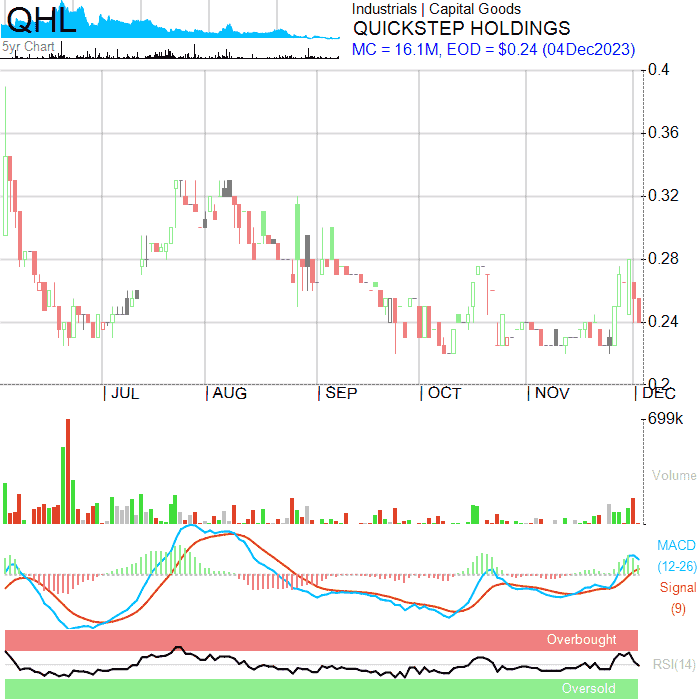 QHL
5yr Chart
Industrials | Capital Goods
QUICKSTEP HOLDINGS
MC = 16.1M, EOD = $0.24 (04Dec2023)
0.4
0.36
0.32
0.28
0.24
0.2
| JUL | AUG | SEP | OCT | NOV | DEC
699k
Volume
MACD
(12-26)
Signal
(9)
Overbought
RSI(14)
Oversold